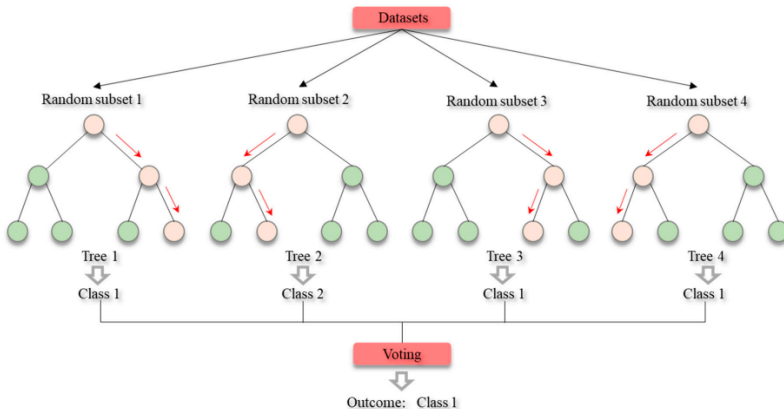 Datasets
Random subset 1
Random subset 2
Random subset 3
Random subset 4
Tree 1
Tree 2
Tree 3
Tree 4
Class 1
Class 2
Class 1
Class 1
Voting
Outcome: Class 1